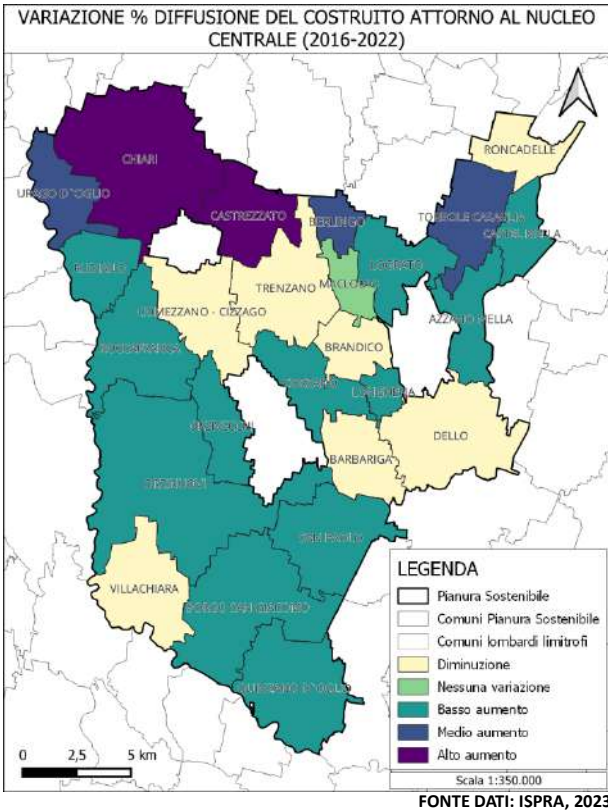 VARIAZIONE % DIFFUSIONE DEL COSTRUITO ATTORNO AL NUCLEO
CENTRALE (2016-2022)
RONCADELLE
CHIARI
URAGO D'OGLIO
CASTREZZATO
BERLINGO
TORBOLE CASAGLIA
CASTEL MELLA
RUDIANO
LOGRATO
TRENZANO
MACLODIO
COMEZZANO - CIZZAGO
AZZANO MELLA
BRANDICO
ROCCAFRANCA
CORZANO
LONGHENA
DELLO
BARBARIGA
ORZINUOVI
VILLACHIARA
BORGO SAN GIACOMO
QUINZANO D'OGLIO
LEGENDA
Pianura Sostenibile
Comuni Pianura Sostenibile
Comuni lombardi limitrofi
Diminuzione
Nessuna variazione
Basso aumento
Medio aumento
Alto aumento
0 2,5 5 km
Scala 1:350.000
FONTE DATI: ISPRA, 2023